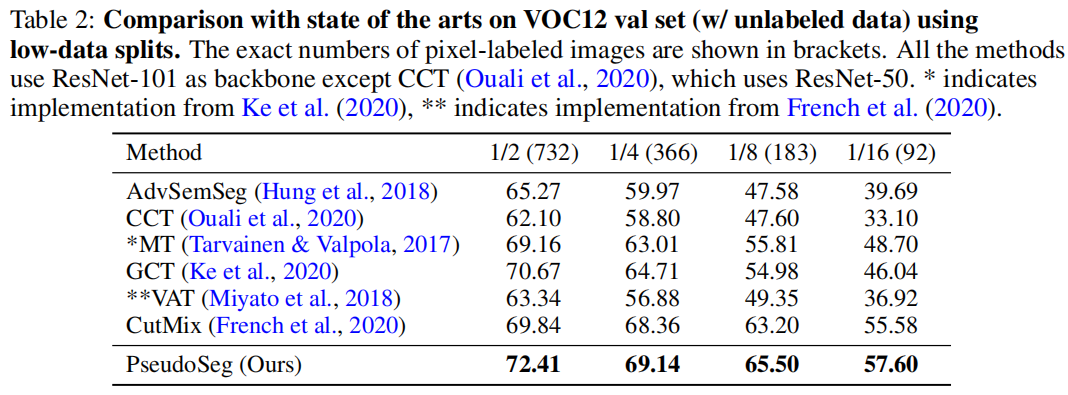 Table 2: Comparison with state of the arts on VOC12 val set (w/ unlabeled data) using
low-data splits. The exact numbers of pixel-labeled images are shown in brackets. All the methods
use ResNet-101 as backbone except CCT (Ouali et al., 2020), which uses ResNet-50. * indicates
implementation from Ke et al. (2020), ** indicates implementation from French et al. (2020).
Method 1/2 (732) 1/4 (366) 1/8 (183) 1/16 (92)
AdvSemSeg (Hung et al., 2018) 65.27 59.97 47.58 39.69
CCT (Ouali et al., 2020) 62.10 58.80 47.60 33.10
*MT (Tarvainen & Valpola, 2017) 69.16 63.01 55.81 48.70
GCT (Ke et al., 2020) 70.67 64.71 54.98 46.04
**VAT (Miyato et al., 2018) 63.34 56.88 49.35 36.92
CutMix (French et al., 2020) 69.84 68.36 63.20 55.58
PseudoSeg (Ours) 72.41 69.14 65.50 57.60